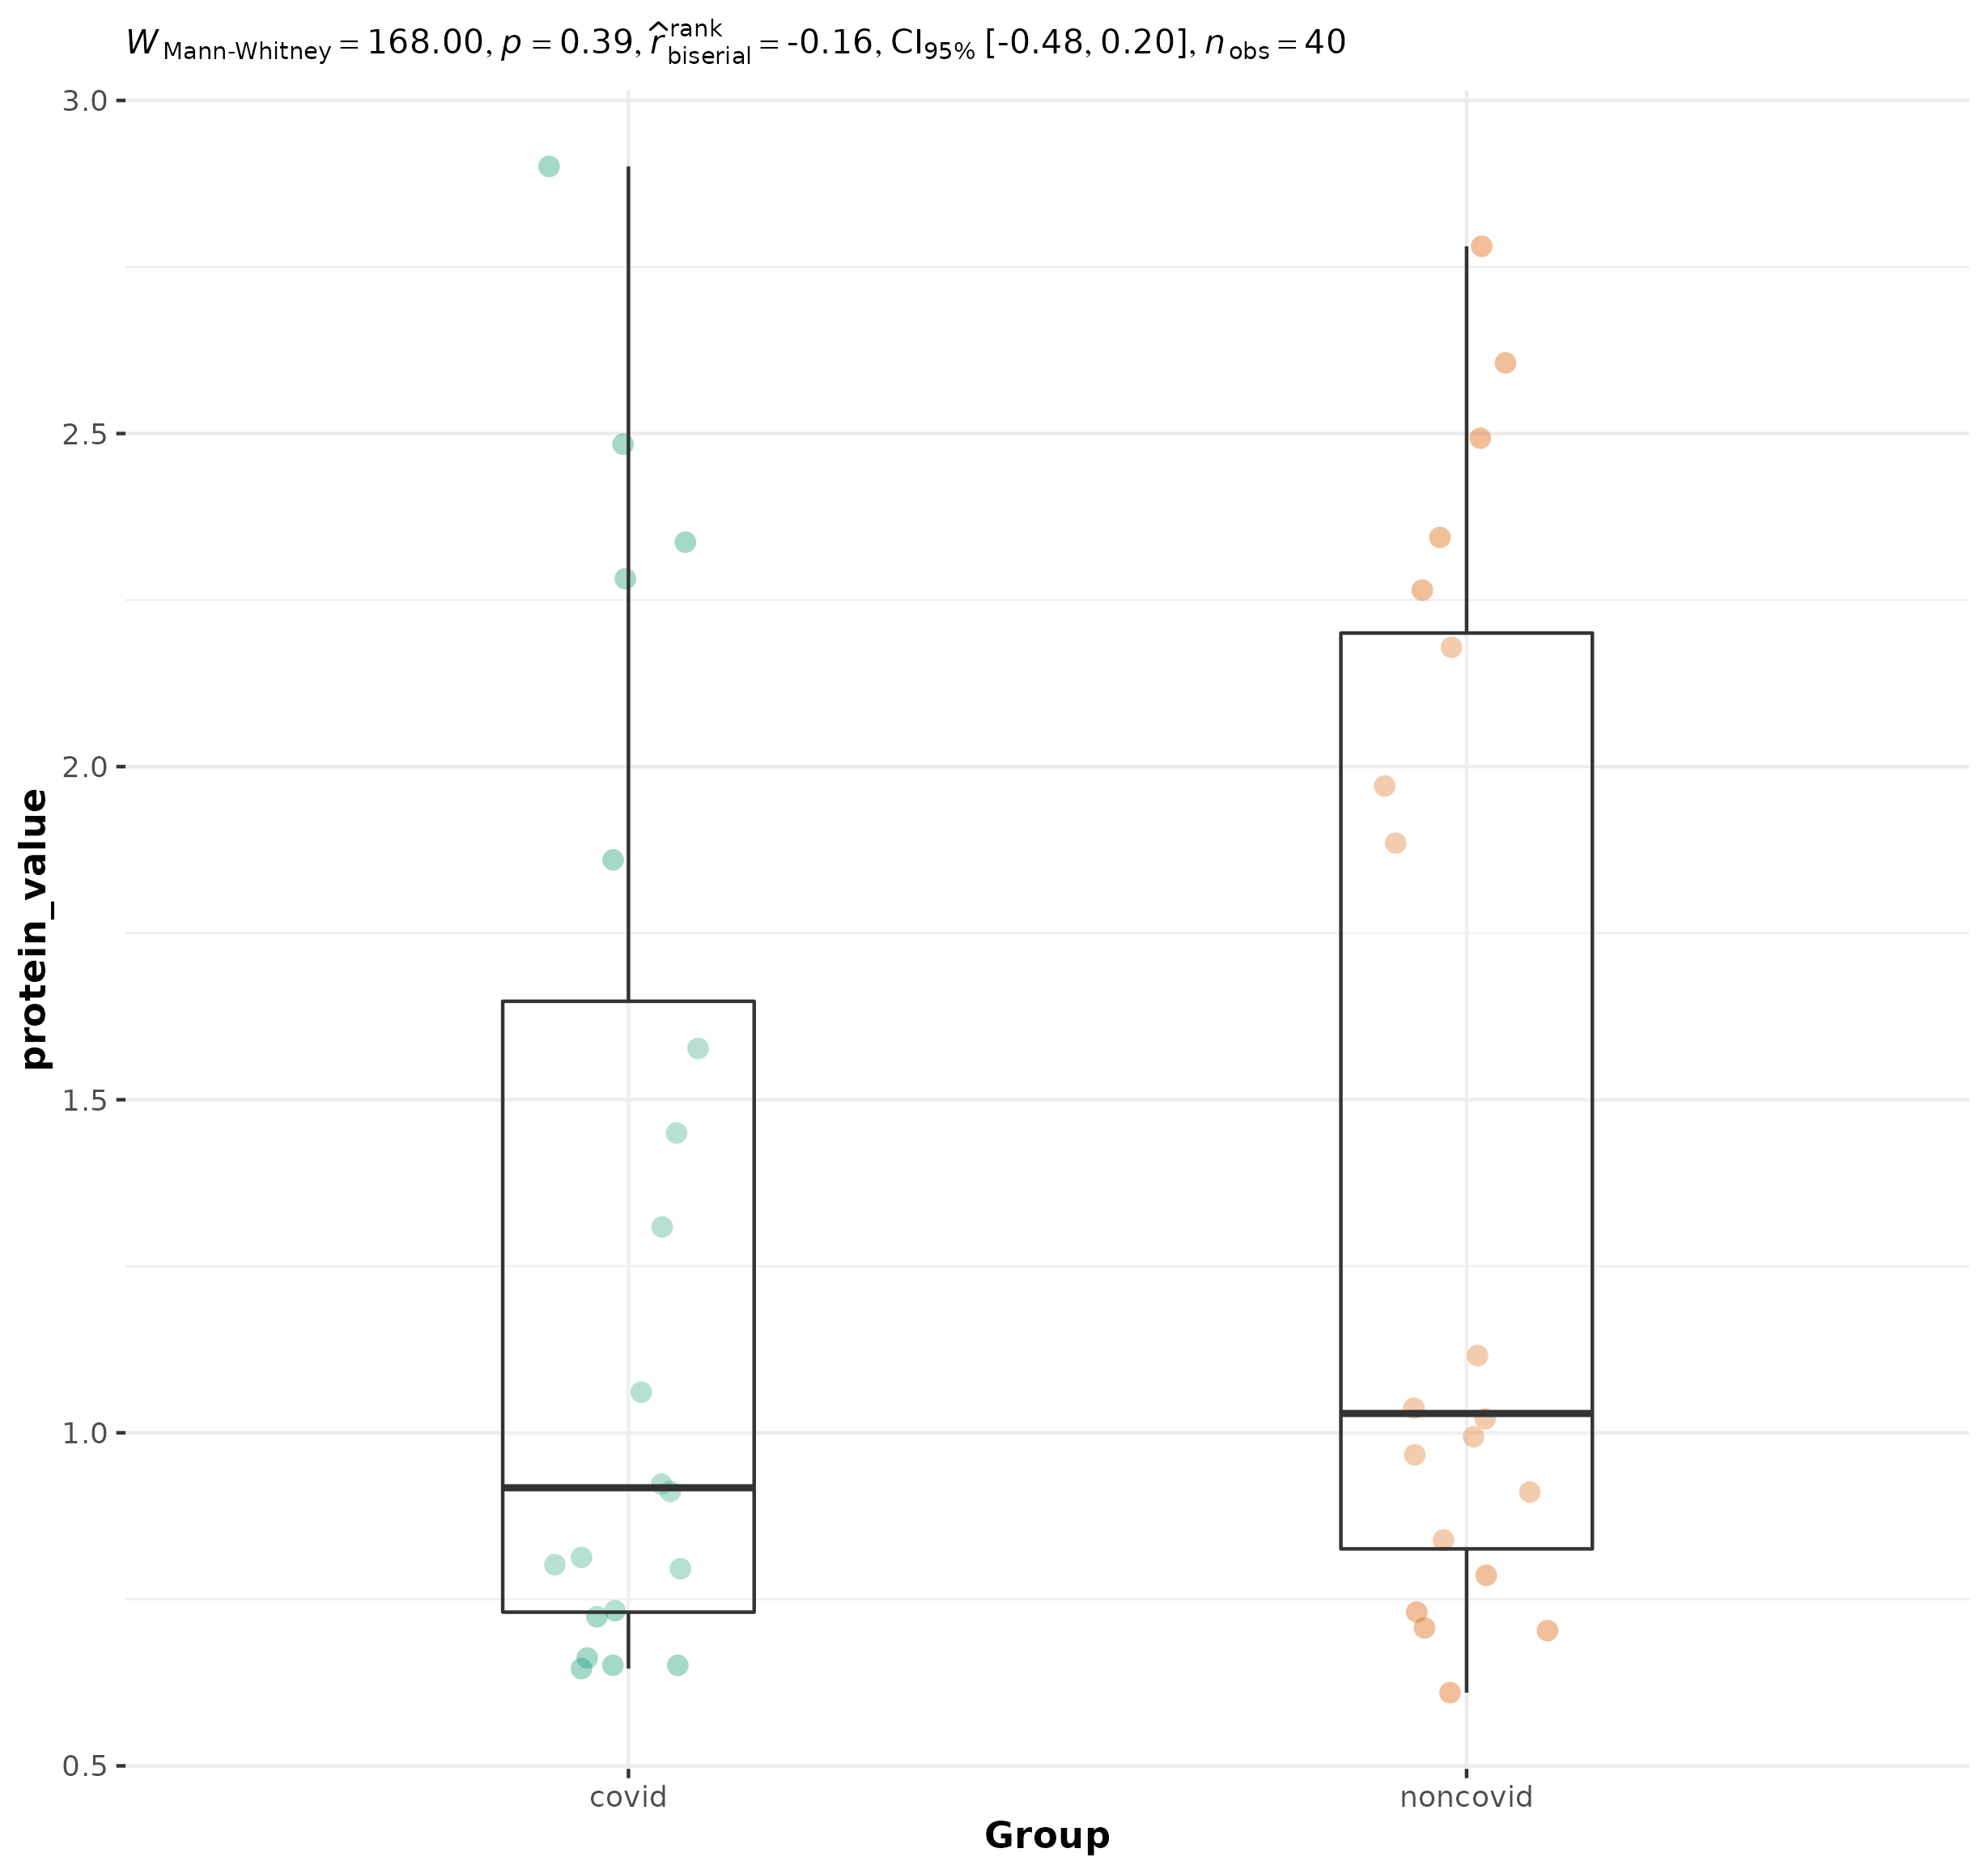 W Mann-Whitney = 168.00, p = 0.39, r̂ rank biserial = -0.16, CI95% [-0.48, 0.20], n obs = 40
3.0
2.5
2.0
1.5
1.0
0.5
protein_value
covid noncovid
Group